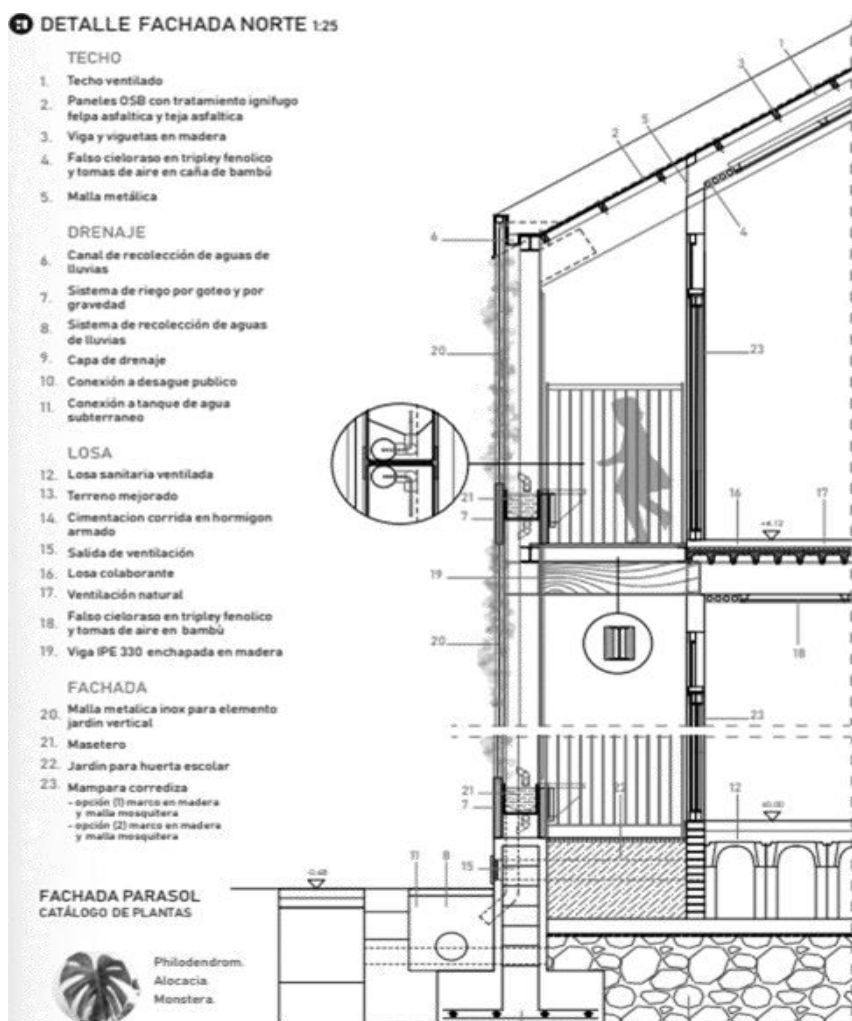 DETALLE FACHADA NORTE 1:25
TECHO
1. Techo ventilado
2. Paneles OSB con tratamiento ignifugo
felpa asfaltica y teja asfaltica
3. Viga y viguetas en madera
4. Falso cieloraso en tripley fenolico
y tomas de aire en caña de bambú
5. Malla metálica
DRENAJE
6. Canal de recolección de aguas de
lluvias
7. Sistema de riego por goteo y por
gravedad
8. Sistema de recolección de aguas
de lluvias
9. Capa de drenaje
10. Conexión a desague publico
11. Conexión a tanque de agua
subterraneo
LOSA
12. Losa sanitaria ventilada
13. Terreno mejorado
14. Cimentacion corrida en hormigon
armado
15. Salida de ventilación
16. Losa colaborante
17. Ventilación natural
18. Falso cieloraso en tripley fenolico
y tomas de aire en bambù
19. Viga IPE 330 enchapada en madera
FACHADA
20. Malla metalica inox para elemento
jardin vertical
21. Masetero
22. Jardin para huerta escolar
23. Mampara corrediza
- opción (1) marco en madera
y malla mosquitera
- opción (2) marco en madera
y malla mosquitera
FACHADA PARASOL
CATÁLOGO DE PLANTAS
Philodendrom.
Alocacia.
Monstera.
1
3
5
2
4
6
20
23
21
7
16
+4.12
17
19
20
18
23
21
7
12
±0.00
11
8
15
-0.68